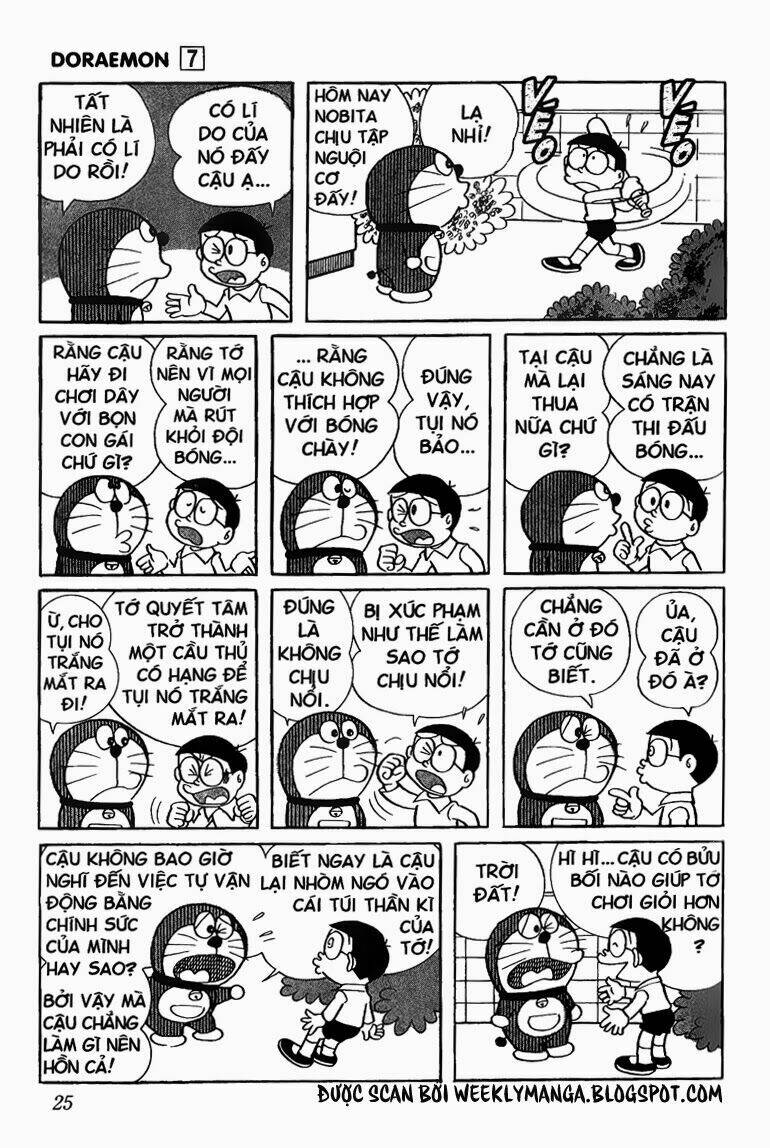 DORAEMON 7
VÈO
VÈO
LẠ
NHỈ!
HÔM NAY
NOBITA
CHỊU TẬP
NGUỘI
CƠ
ĐẤY!
CÓ LÍ
DO CỦA
NÓ ĐẤY
CẬU Ạ...
TẤT
NHIÊN LÀ
PHẢI CÓ LÍ
DO RỒI!
CHẲNG LÀ
SÁNG NAY
CÓ TRẬN
THI ĐẤU
BÓNG...
TẠI CẬU
MÀ LẠI
THUA
NỮA CHỨ
GÌ?
ĐÚNG
VẬY,
TỤI NÓ
BẢO...
... RẰNG
CẬU KHÔNG
THÍCH HỢP
VỚI BÓNG
CHÀY!
RẰNG TỚ
NÊN VÌ MỌI
NGƯỜI
MÀ RÚT
KHỎI ĐỘI
BÓNG...
RẰNG CẬU
HÃY ĐI
CHƠI DÂY
VỚI BỌN
CON GÁI
CHỨ GÌ?
ỦA,
CẬU
ĐÃ Ở
ĐÓ À?
CHẲNG
CẦN Ở ĐÓ
TỚ CŨNG
BIẾT.
BỊ XÚC PHẠM
NHƯ THẾ LÀM
SAO TỚ
CHỊU NỔI!
ĐÚNG
LÀ
KHÔNG
CHỊU
NỔI.
TỚ QUYẾT TÂM
TRỞ THÀNH
MỘT CẦU THỦ
CÓ HẠNG ĐỂ
TỤI NÓ TRẮNG
MẮT RA!
Ừ, CHO
TỤI NÓ
TRẮNG
MẮT RA
ĐI!
HÌ HÌ...CẬU CÓ BỬU
BỐI NÀO GIÚP TỚ
CHƠI GIỎI HƠN
KHÔNG
?
TRỜI
ĐẤT!
BIẾT NGAY LÀ CẬU
LẠI NHÒM NGÓ VÀO
CÁI TÚI THẦN KÌ
CỦA
TỚ!
CẬU KHÔNG BAO GIỜ
NGHĨ ĐẾN VIỆC TỰ VẬN
ĐỘNG BẰNG
CHÍNH SỨC
CỦA MÌNH
HAY SAO?
BỞI VẬY MÀ
CẬU CHẲNG
LÀM GÌ NÊN
HỒN CẢ!
25
ĐƯỢC SCAN BỞI WEEKLYMANGA.BLOGSPOT.COM